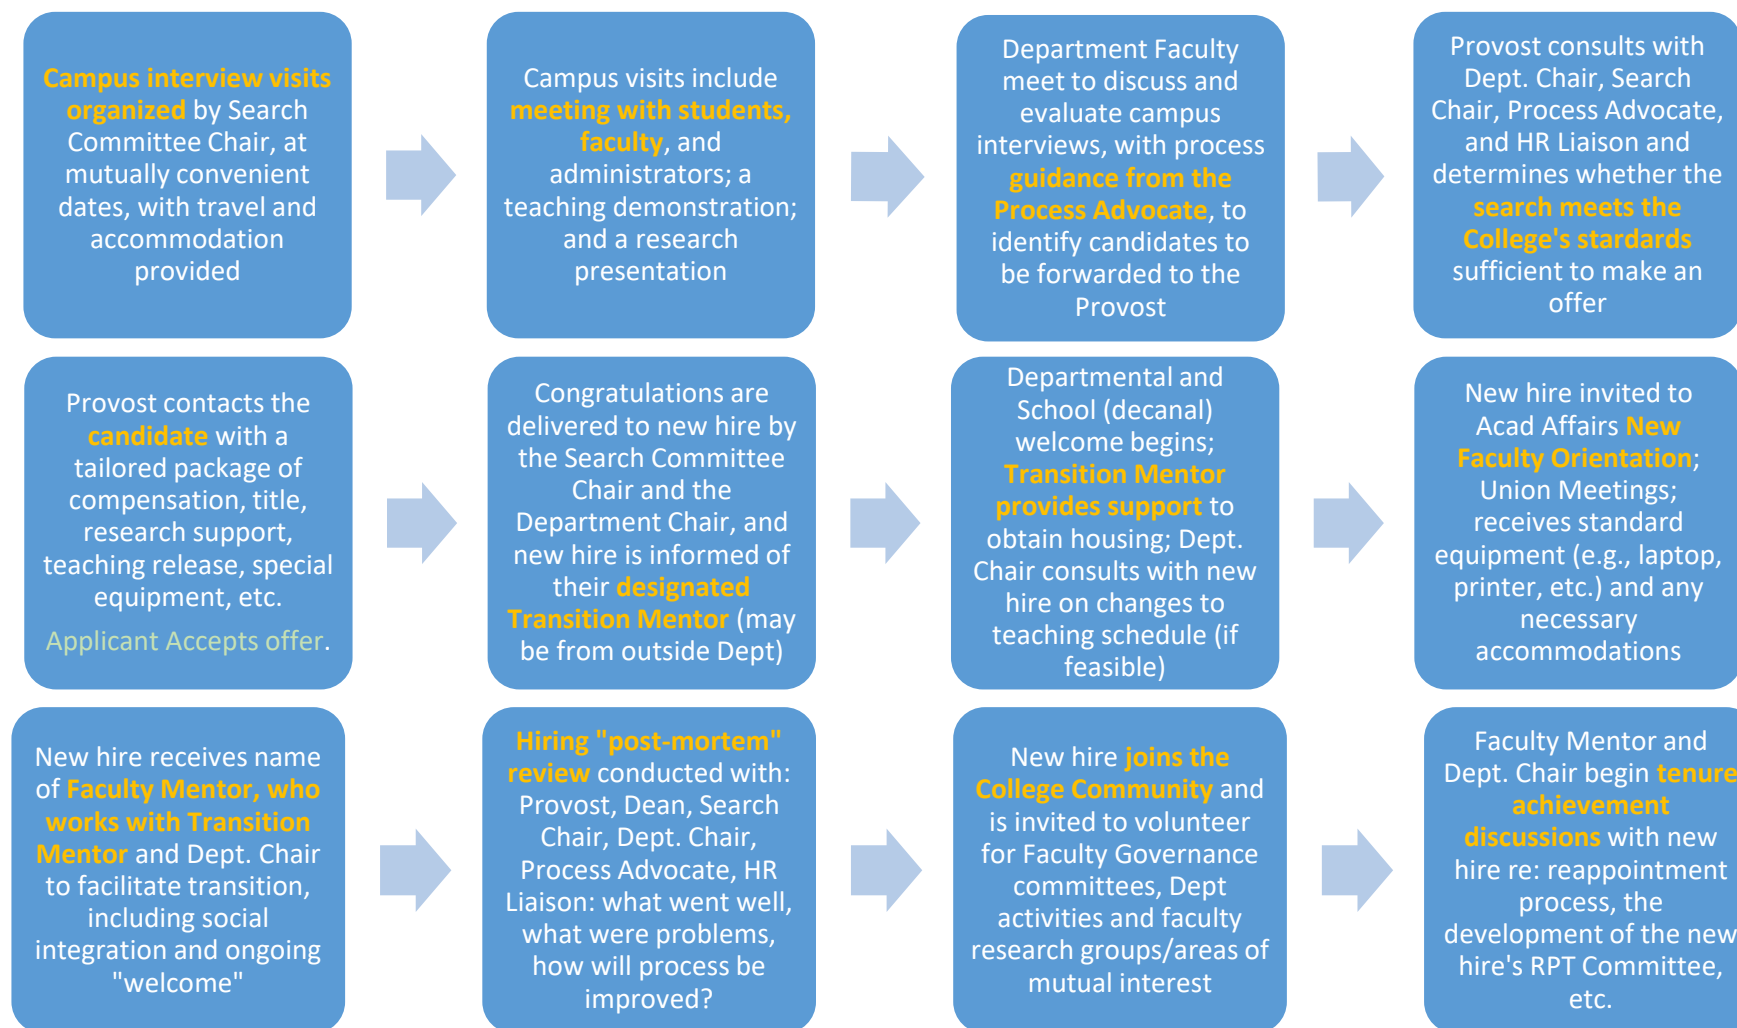 Campus interview visits
organized by Search
Committee Chair, at
mutually convenient
dates, with travel and
accommodation
provided
Campus visits include
meeting with students,
faculty, and
administrators; a
teaching demonstration;
and a research
presentation
Department Faculty
meet to discuss and
evaluate campus
interviews, with process
guidance from the
Process Advocate, to
identify candidates to
be forwarded to the
Provost
Provost consults with
Dept. Chair, Search
Chair, Process Advocate,
and HR Liaison and
determines whether the
search meets the
College's stardards
sufficient to make an
offer
Provost contacts the
candidate with a
tailored package of
compensation, title,
research support,
teaching release, special
equipment, etc.
Applicant Accepts offer.
Congratulations are
delivered to new hire by
the Search Committee
Chair and the
Department Chair, and
new hire is informed of
their designated
Transition Mentor (may
be from outside Dept)
Departmental and
School (decanal)
welcome begins;
Transition Mentor
provides support to
obtain housing; Dept.
Chair consults with new
hire on changes to
teaching schedule (if
feasible)
New hire invited to
Acad Affairs New
Faculty Orientation;
Union Meetings;
receives standard
equipment (e.g., laptop,
printer, etc.) and any
necessary
accommodations
New hire receives name
of Faculty Mentor, who
works with Transition
Mentor and Dept. Chair
to facilitate transition,
including social
integration and ongoing
"welcome"
Hiring "post-mortem"
review conducted with:
Provost, Dean, Search
Chair, Dept. Chair,
Process Advocate, HR
Liaison: what went well,
what were problems,
how will process be
improved?
New hire joins the
College Community and
is invited to volunteer
for Faculty Governance
committees, Dept
activities and faculty
research groups/areas of
mutual interest
Faculty Mentor and
Dept. Chair begin tenure
achievement
discussions with new
hire re: reappointment
process, the
development of the new
hire's RPT Committee,
etc.